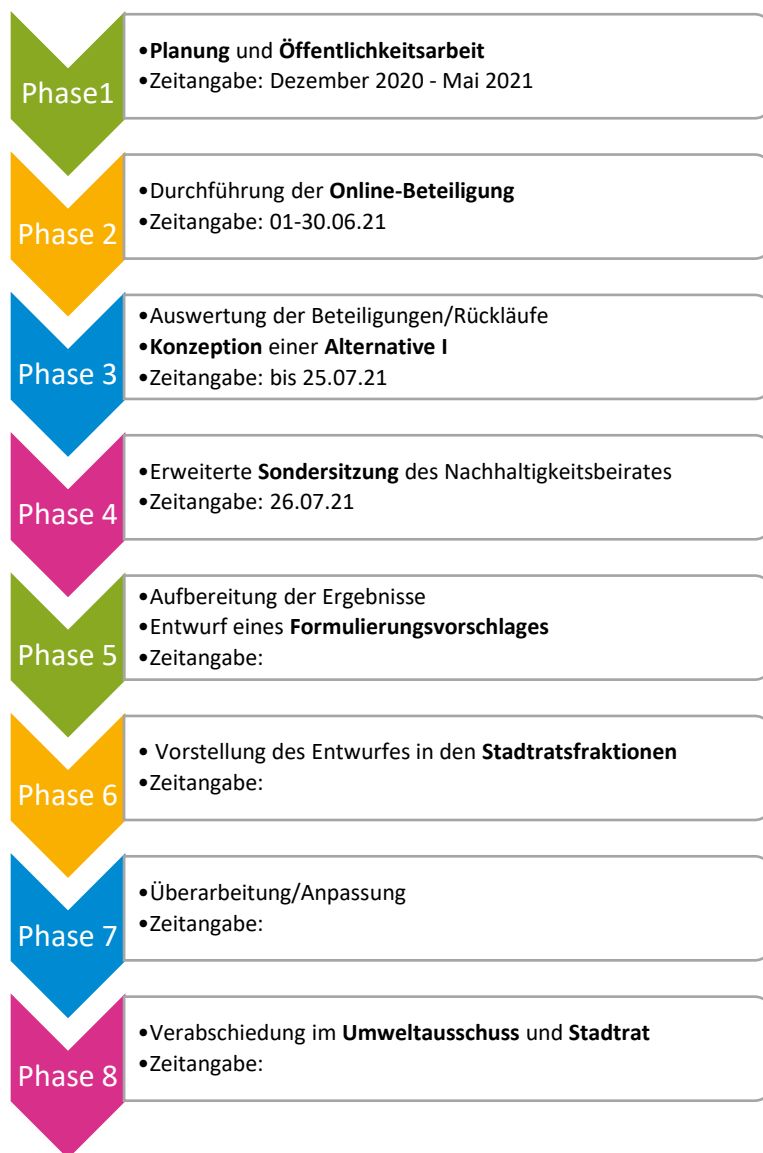 Phase1
•Planung und Öffentlichkeitsarbeit
•Zeitangabe: Dezember 2020 - Mai 2021
Phase 2
•Durchführung der Online-Beteiligung
•Zeitangabe: 01-30.06.21
Phase 3
•Auswertung der Beteiligungen/Rückläufe
•Konzeption einer Alternative I
•Zeitangabe: bis 25.07.21
Phase 4
•Erweiterte Sondersitzung des Nachhaltigkeitsbeirates
•Zeitangabe: 26.07.21
Phase 5
•Aufbereitung der Ergebnisse
•Entwurf eines Formulierungsvorschlages
•Zeitangabe:
Phase 6
• Vorstellung des Entwurfes in den Stadtratsfraktionen
•Zeitangabe:
Phase 7
•Überarbeitung/Anpassung
•Zeitangabe:
Phase 8
•Verabschiedung im Umweltausschuss und Stadtrat
•Zeitangabe: